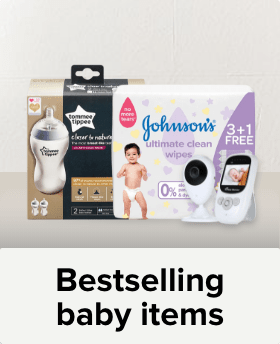 tommee
tippee
closer to nature
no
more
tears
Johnson's
ultimate clean
wipes
3+1
FREE
0%
2
Bestselling
baby items